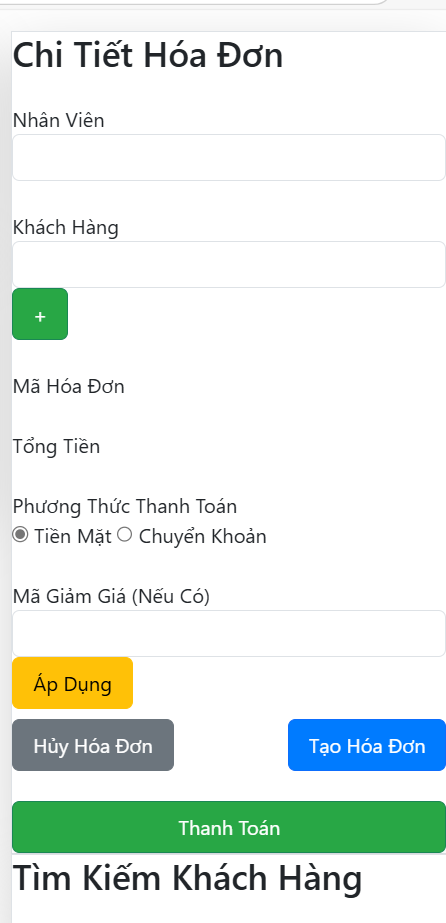 Chi Tiết Hóa Đơn
Nhân Viên
Khách Hàng
+
Mã Hóa Đơn
Tổng Tiền
Phương Thức Thanh Toán
Tiền Mặt Chuyển Khoản
Mã Giảm Giá (Nếu Có)
Áp Dụng
Hủy Hóa Đơn Tạo Hóa Đơn
Thanh Toán
Tìm Kiếm Khách Hàng